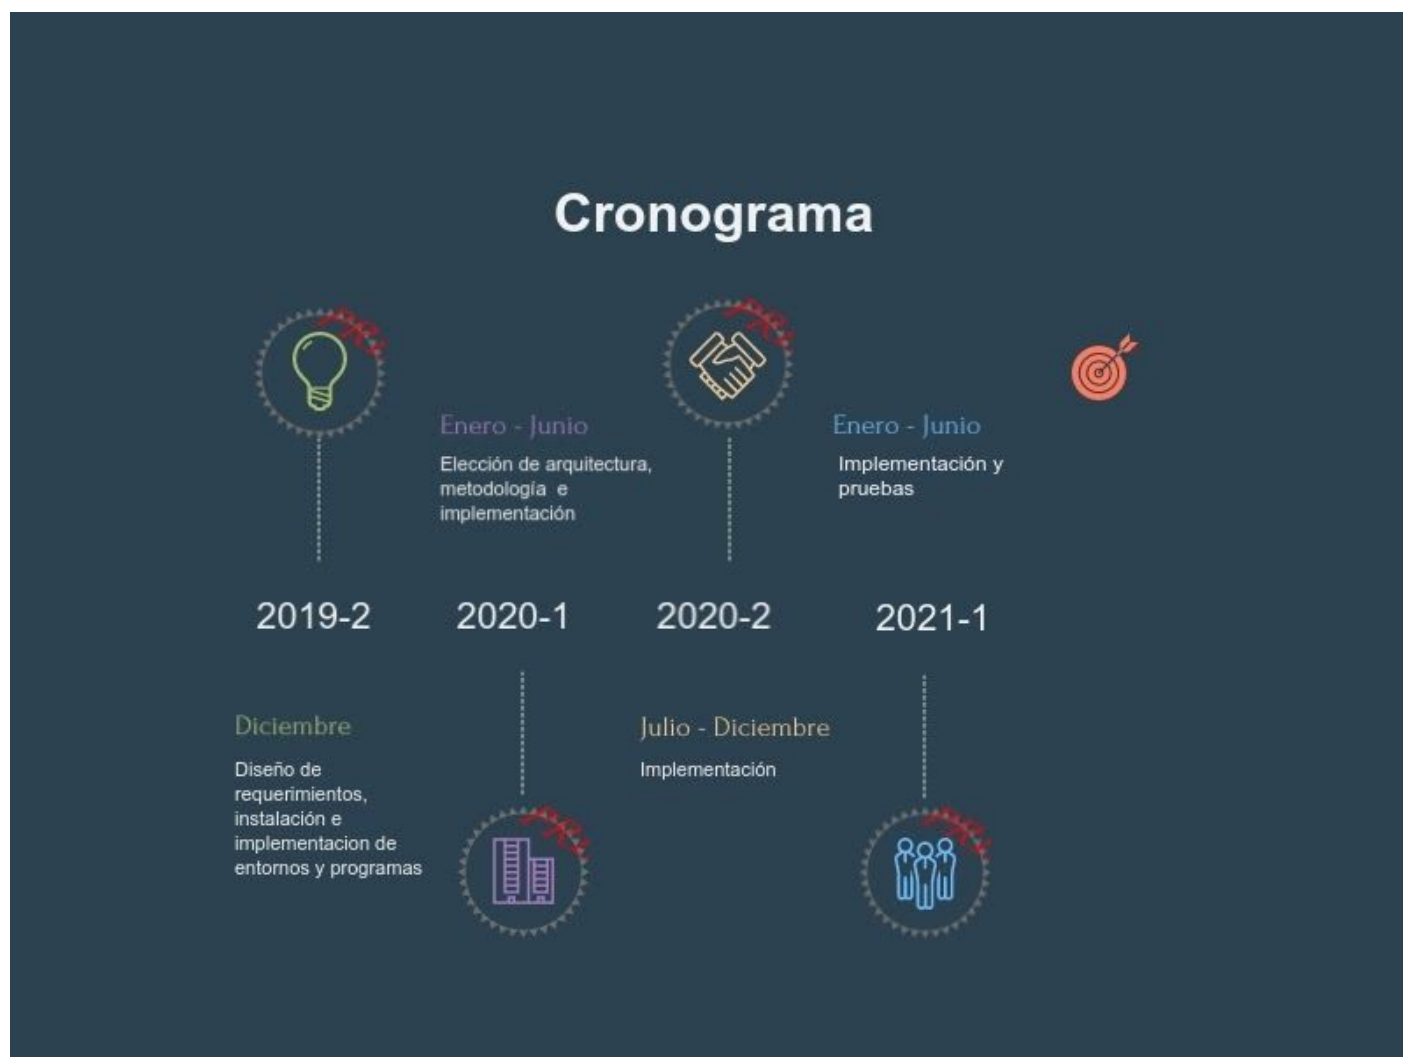 Cronograma
Enero - Junio
Elección de arquitectura,
metodología e
implementación
Enero - Junio
Implementación y
pruebas
2019-2
2020-1
2020-2
2021-1
Diciembre
Diseño de
requerimientos,
instalación e
implementacion de
entornos y programas
Julio - Diciembre
Implementación